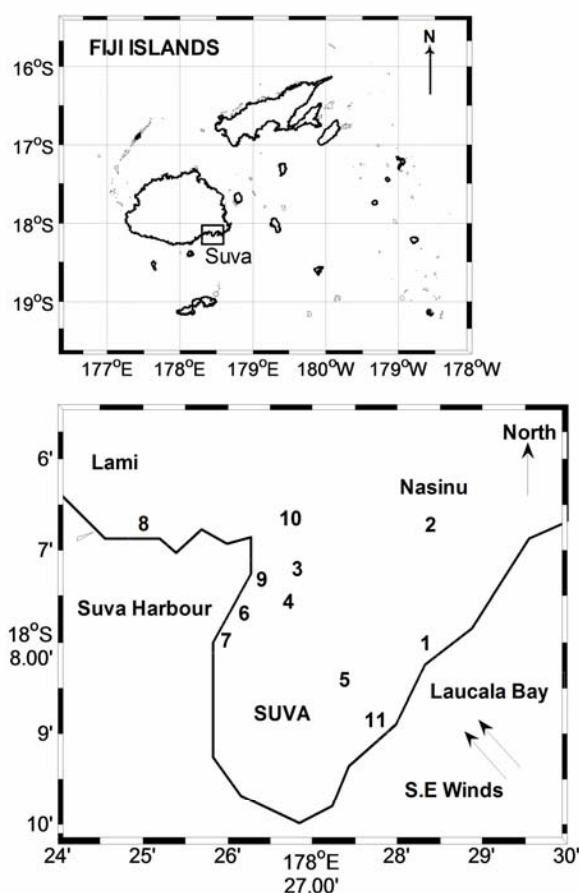 FIJI ISLANDS
N
16°S
17°S
18°S
19°S
Suva
177°E
178°E
179°E
180°W
179°W
178°W
North
6'
Lami
Nasinu
8
10
2
7'
9
3
Suva Harbour
6
4
18°S
8.00'
7
1
5
Laucala Bay
SUVA
11
9'
S.E Winds
10'
24'
25'
26'
178°E
27.00'
28'
29'
30'